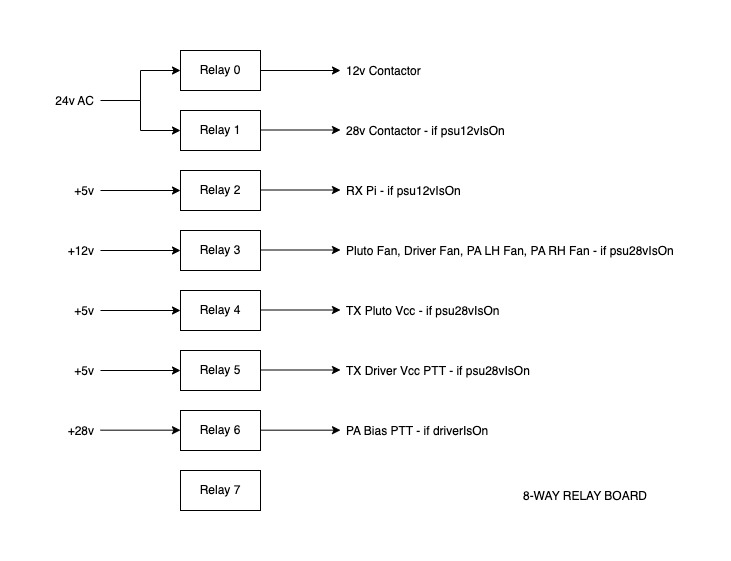 Relay 0
12v Contactor
24v AC
Relay 1
28v Contactor - if psu12vIsOn
+5v
Relay 2
RX Pi - if psu12vIsOn
+12v
Relay 3
Pluto Fan, Driver Fan, PA LH Fan, PA RH Fan - if psu28vIsOn
+5v
Relay 4
TX Pluto Vcc - if psu28vIsOn
+5v
Relay 5
TX Driver Vcc PTT - if psu28vIsOn
+28v
Relay 6
PA Bias PTT - if driverIsOn
Relay 7
8-WAY RELAY BOARD